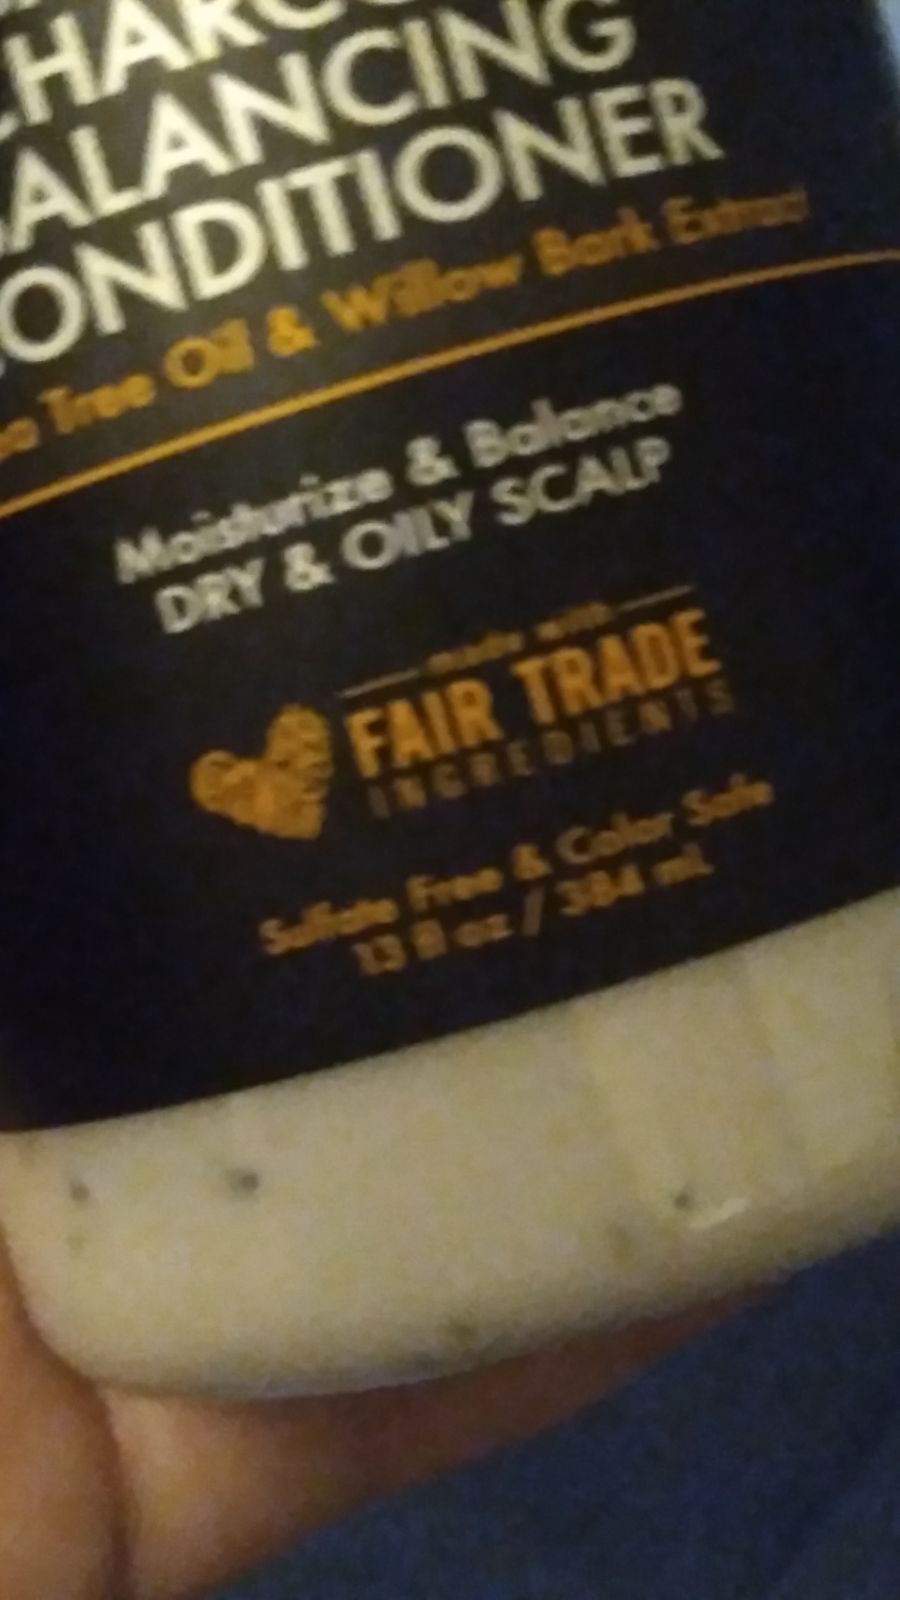 CHARCO
BALANCING
CONDITIONER
Tree Oil & Willow Bark Extract
Moisturize & Balance
DRY & OILY SCALP
made with
FAIR TRADE
INGREDIENTS
Sulfate Free & Color Safe
13 fl oz / 384 mL